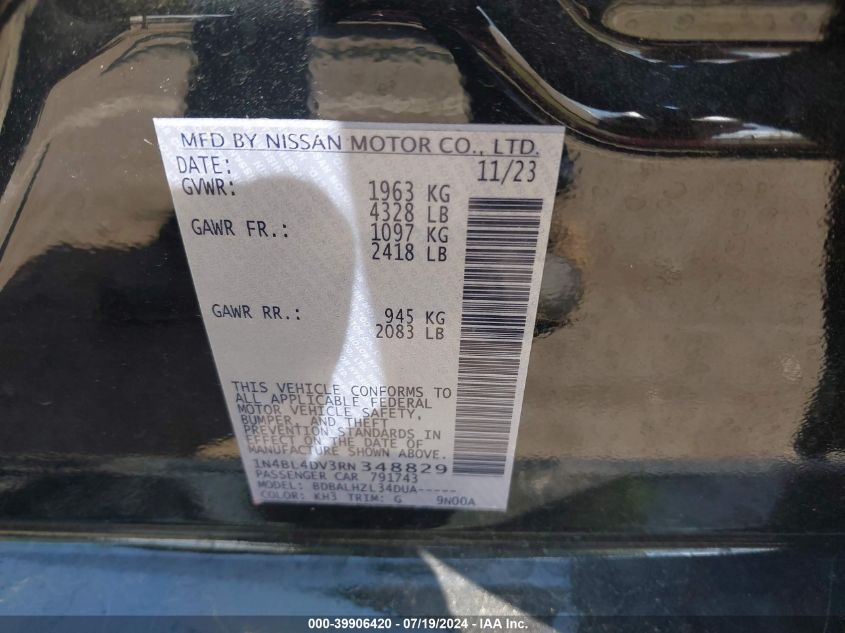 MFD BY NISSAN MOTOR CO., LTD.
DATE: 11/23
GVWR: 1963 KG
4328 LB
GAWR FR.: 1097 KG
2418 LB
GAWR RR.: 945 KG
2083 LB
THIS VEHICLE CONFORMS TO
ALL APPLICABLE FEDERAL
MOTOR VEHICLE SAFETY,
BUMPER, AND THEFT
PREVENTION STANDARDS IN
EFFECT ON THE DATE OF
MANUFACTURE SHOWN ABOVE.
1N4BL4DV3RN348829
PASSENGER CAR 791743
MODEL: BDBALHZL34DUA-----
COLOR: KH3 TRIM: G 9N00A
000-39906420 - 07/19/2024 - IAA Inc.